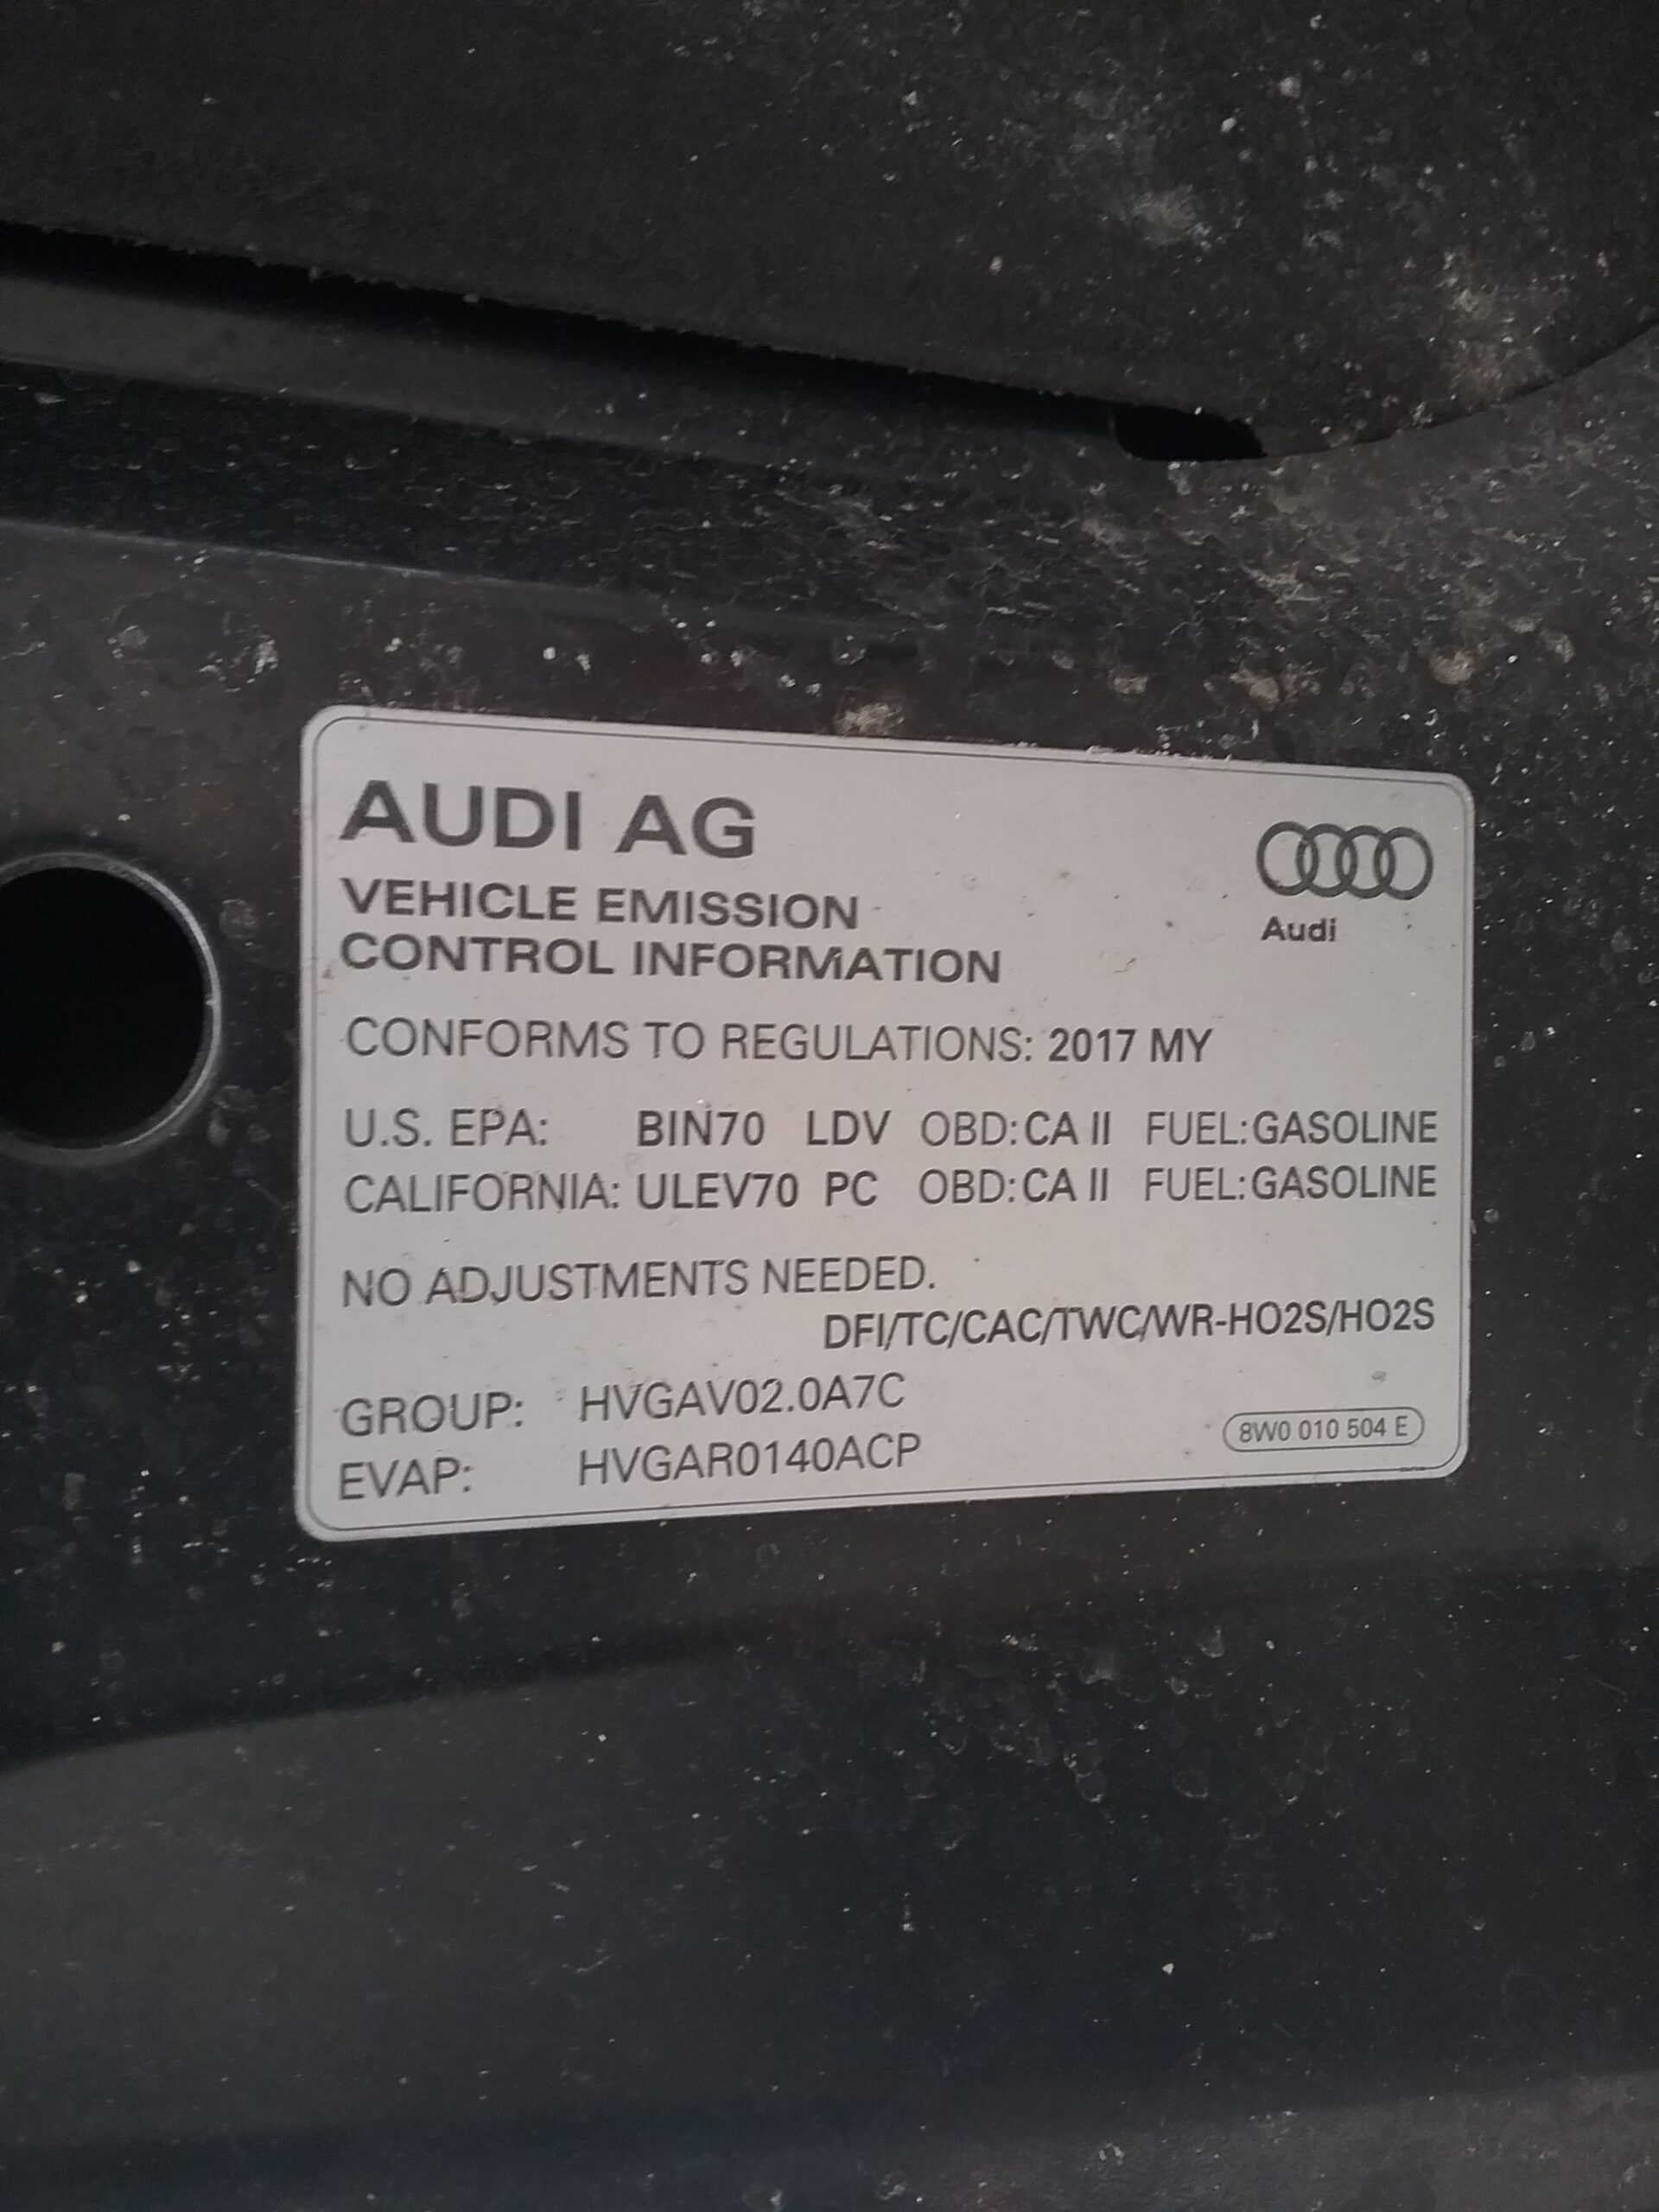 AUDI AG
Audi
VEHICLE EMISSION
CONTROL INFORMATION
CONFORMS TO REGULATIONS: 2017 MY
U.S. EPA: BIN70 LDV OBD:CA II FUEL:GASOLINE
CALIFORNIA: ULEV70 PC OBD:CA II FUEL:GASOLINE
NO ADJUSTMENTS NEEDED.
DFI/TC/CAC/TWC/WR-HO2S/HO2S
GROUP: HVGAV02.0A7C
EVAP: HVGAR0140ACP
8W0 010 504 E